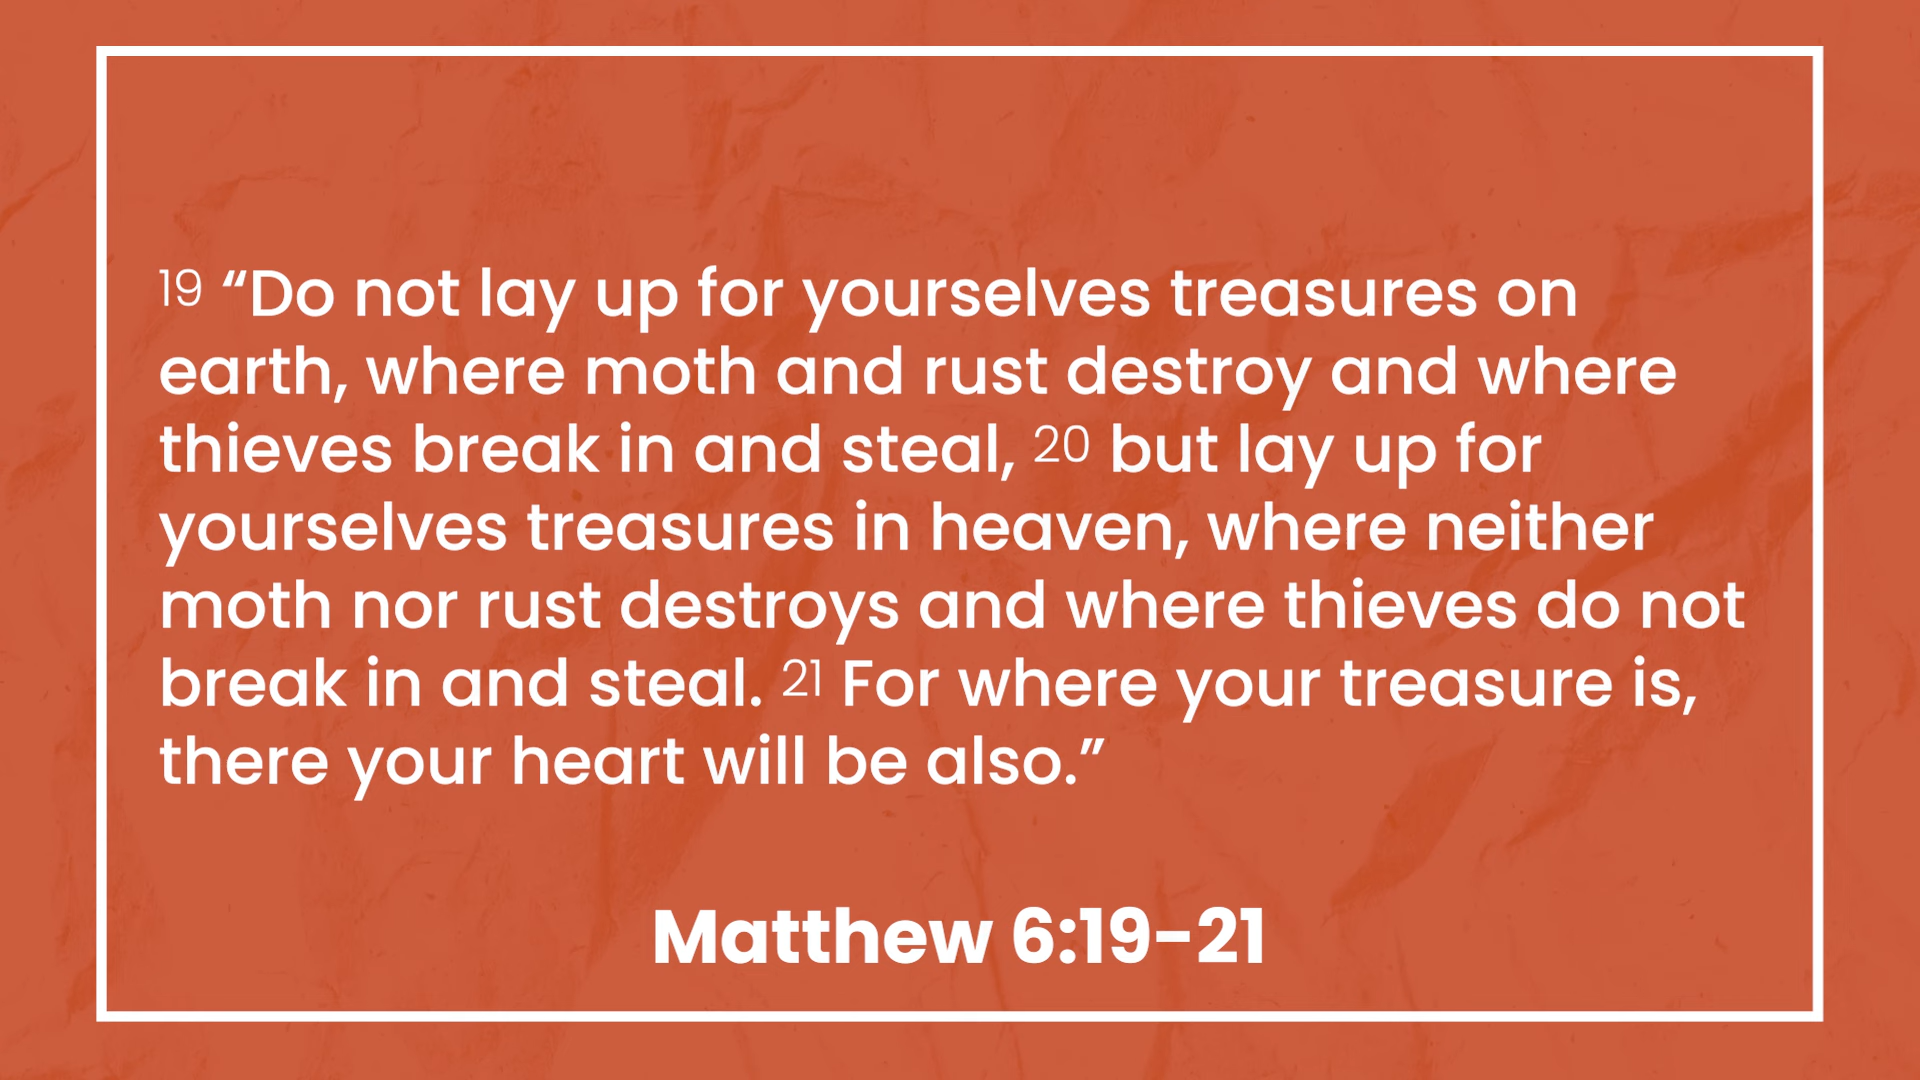 19 “Do not lay up for yourselves treasures on
earth, where moth and rust destroy and where
thieves break in and steal, 20 but lay up for
yourselves treasures in heaven, where neither
moth nor rust destroys and where thieves do not
break in and steal. 21 For where your treasure is,
there your heart will be also.”
Matthew 6:19-21